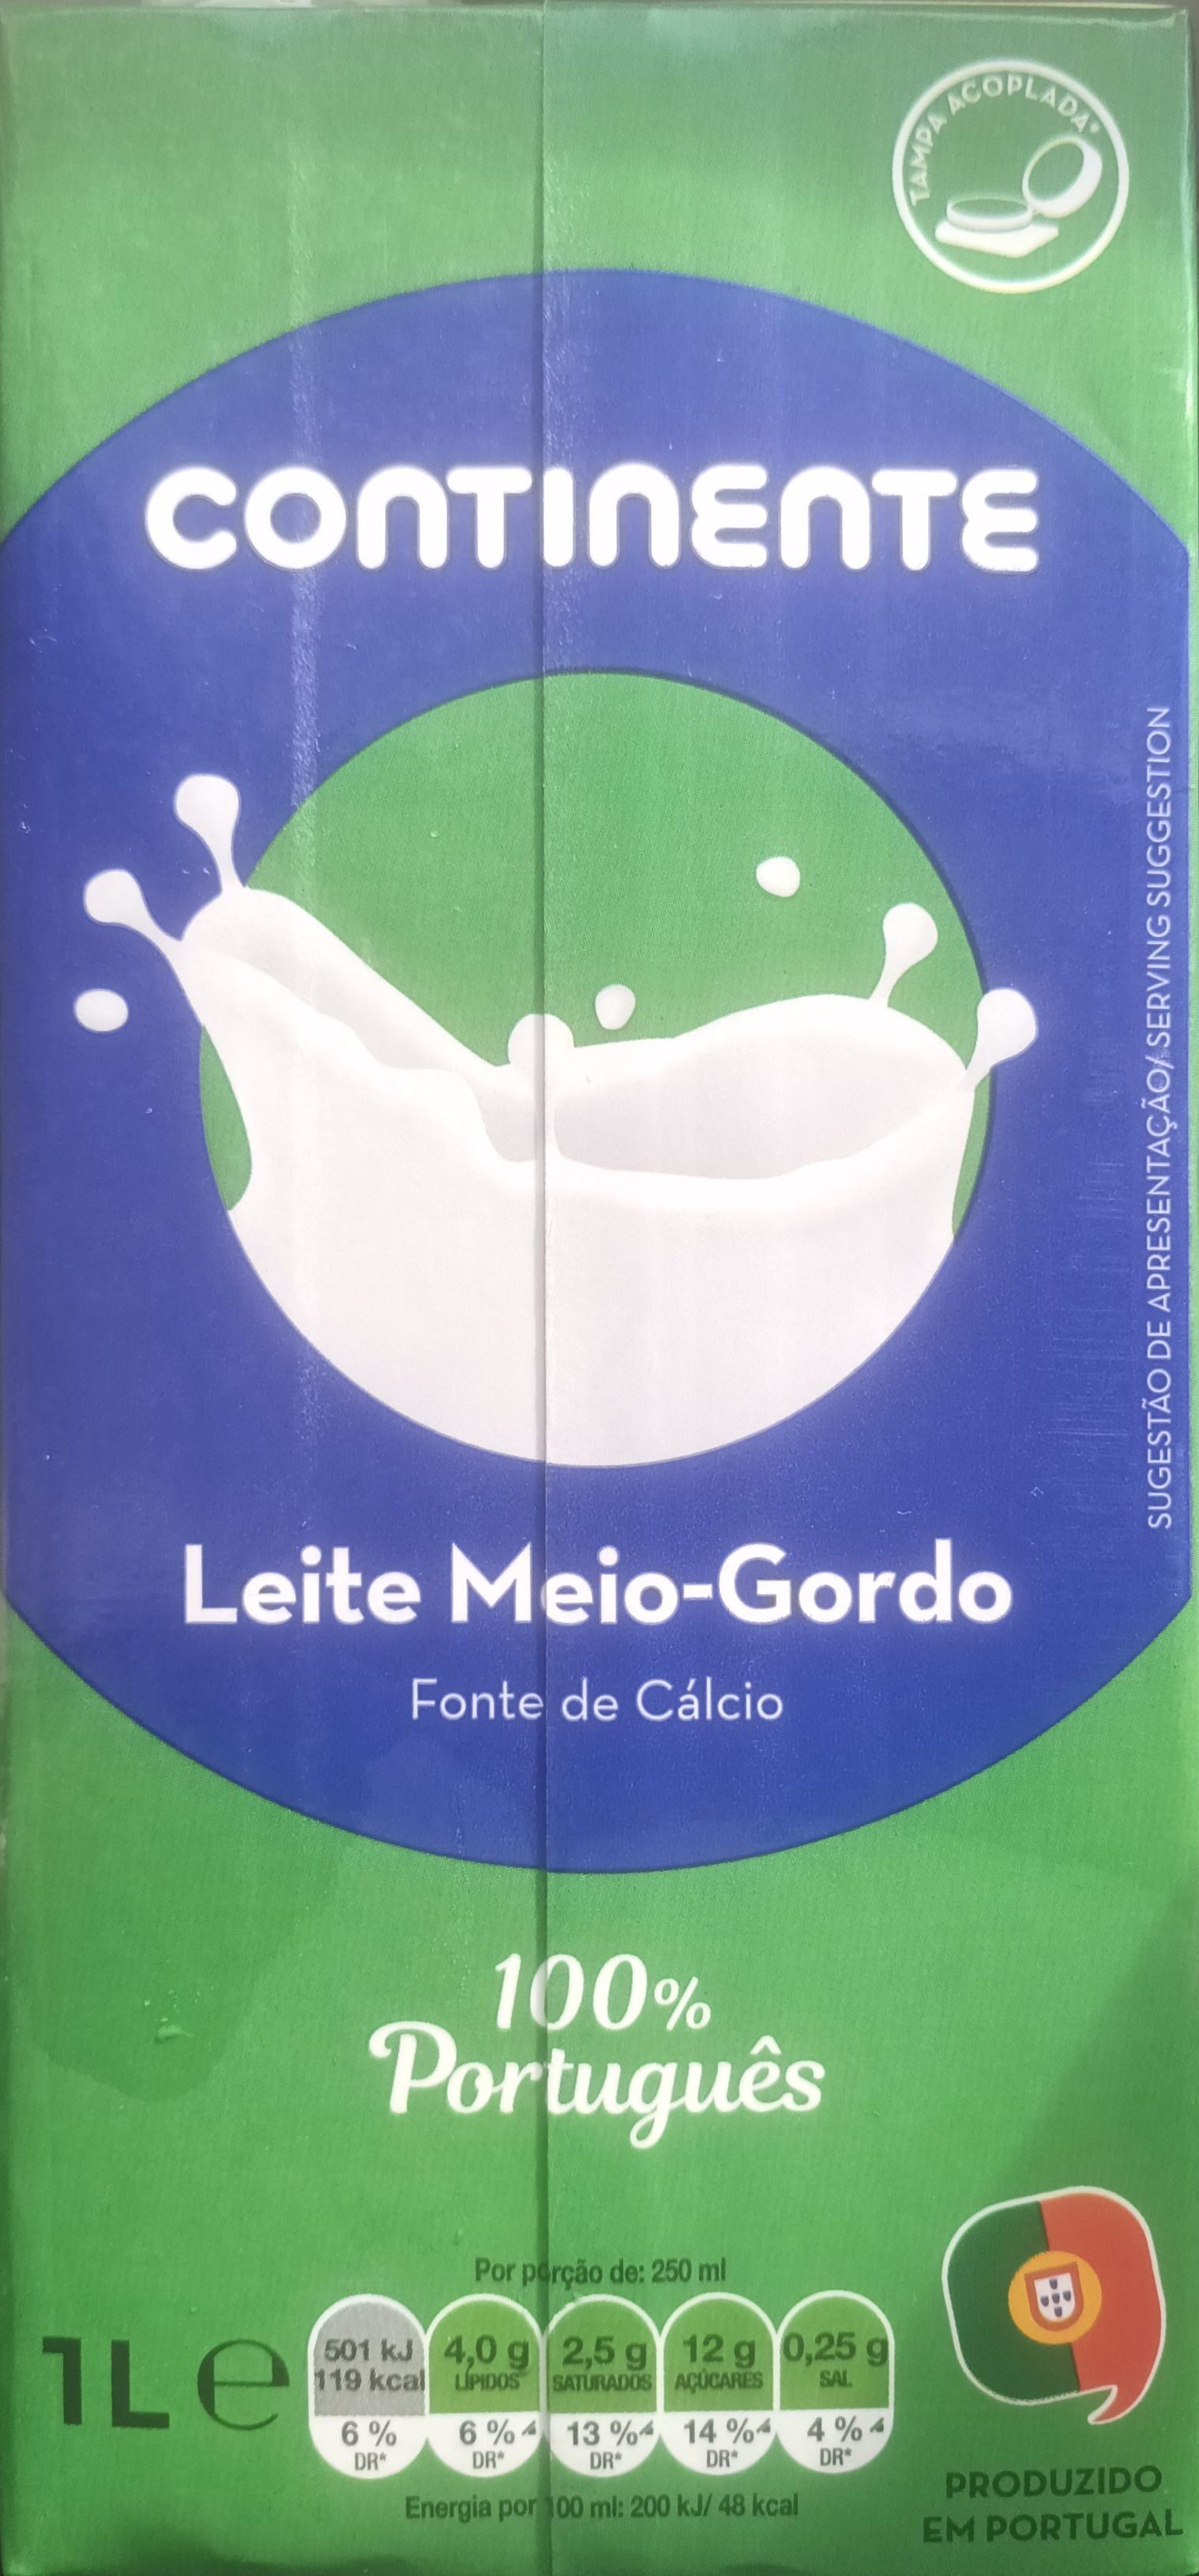 TAMPA ACOPLADA*
CONTINENTE
SUGESTÃO DE APRESENTAÇÃO/SERVING SUGGESTION
Leite Meio-Gordo
Fonte de Cálcio
100%
Português
Por porção de: 250 ml
1L e
501 kJ
119 kcal
6 %
DR*
4,0 g
LÍPIDOS
6 %
DR*
2,5 g
SATURADOS
13 %
DR*
12 g
AÇÚCARES
14 %
DR*
0,25 g
SAL
4 %
DR*
Energia por 100 ml: 200 kJ/ 48 kcal
PRODUZIDO
EM PORTUGAL